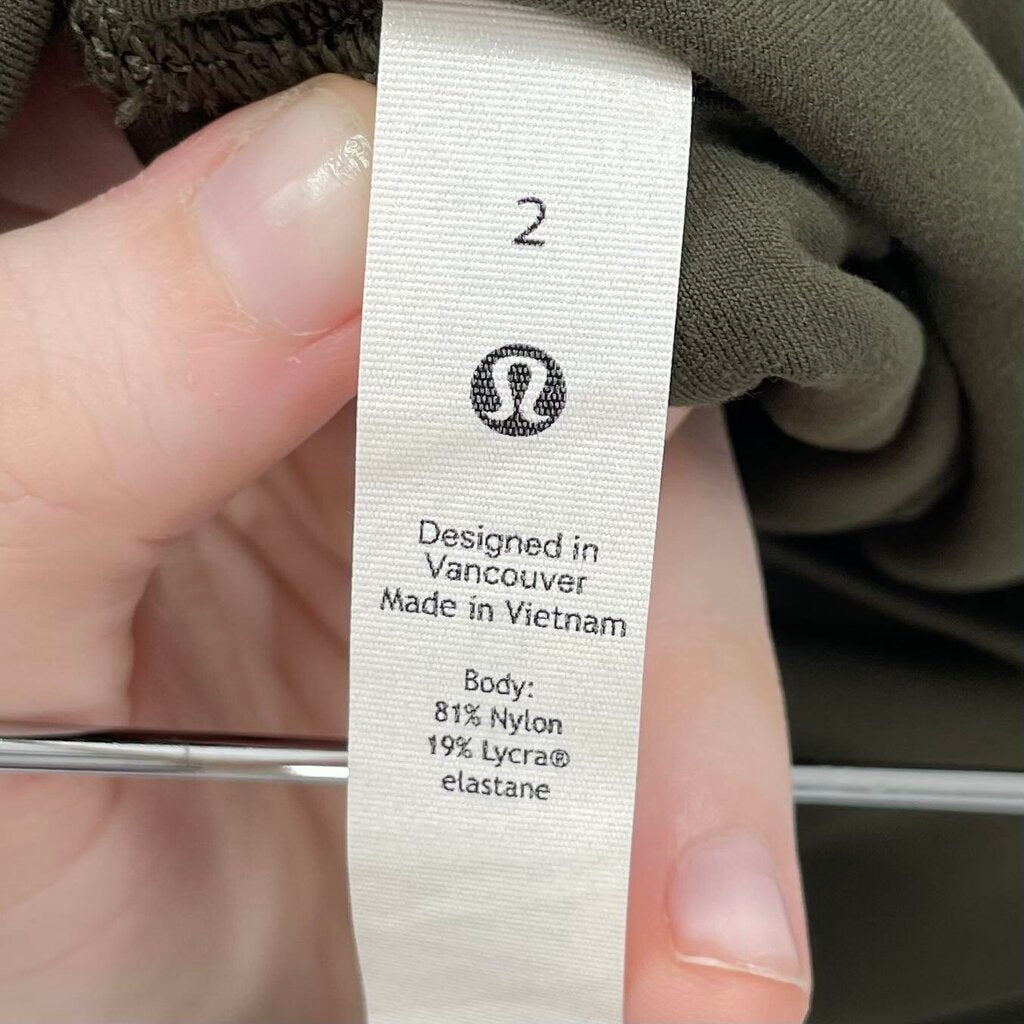 2
Designed in
Vancouver
Made in Vietnam
Body:
81% Nylon
19% Lycra®
elastane